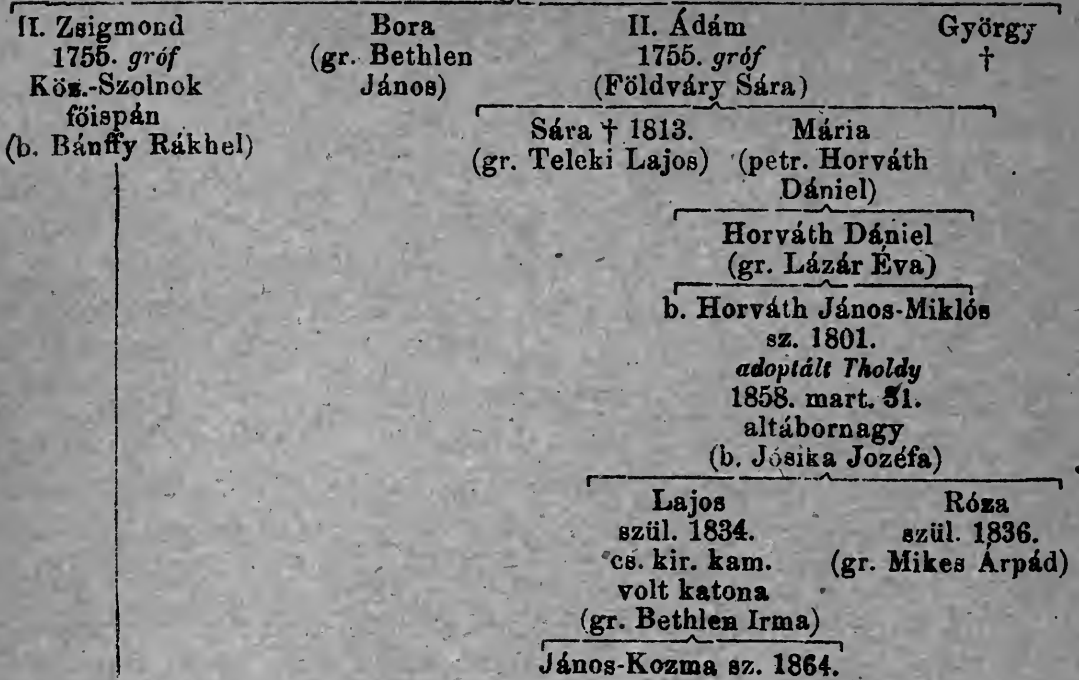 II. Zsigmond
1755. gróf
Köz.-Szolnok
főispán
(b. Bánffy Rákhel)
Bora
(gr. Bethlen
János)
II. Ádám
1755. gróf
(Földváry Sára)
György
†
Sára † 1813.
(gr. Teleki Lajos)
Mária
(petr. Horváth
Dániel)
Horváth Dániel
(gr. Lázár Éva)
b. Horváth János-Miklós
sz. 1801.
adoptált Tholdy
1858. mart. 31.
altábornagy
(b. Jósika Jozéfa)
Lajos
szül. 1834.
cs. kir. kam.
volt katona
(gr. Bethlen Irma)
Róza
szül. 1836.
(gr. Mikes Árpád)
János-Kozma sz. 1864.